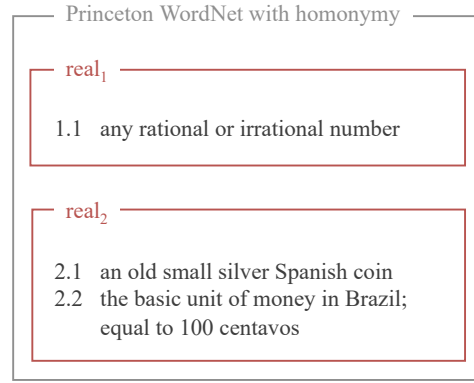 Princeton WordNet with homonymy
real₁
1.1 any rational or irrational number
real₂
2.1 an old small silver Spanish coin
2.2 the basic unit of money in Brazil;
equal to 100 centavos